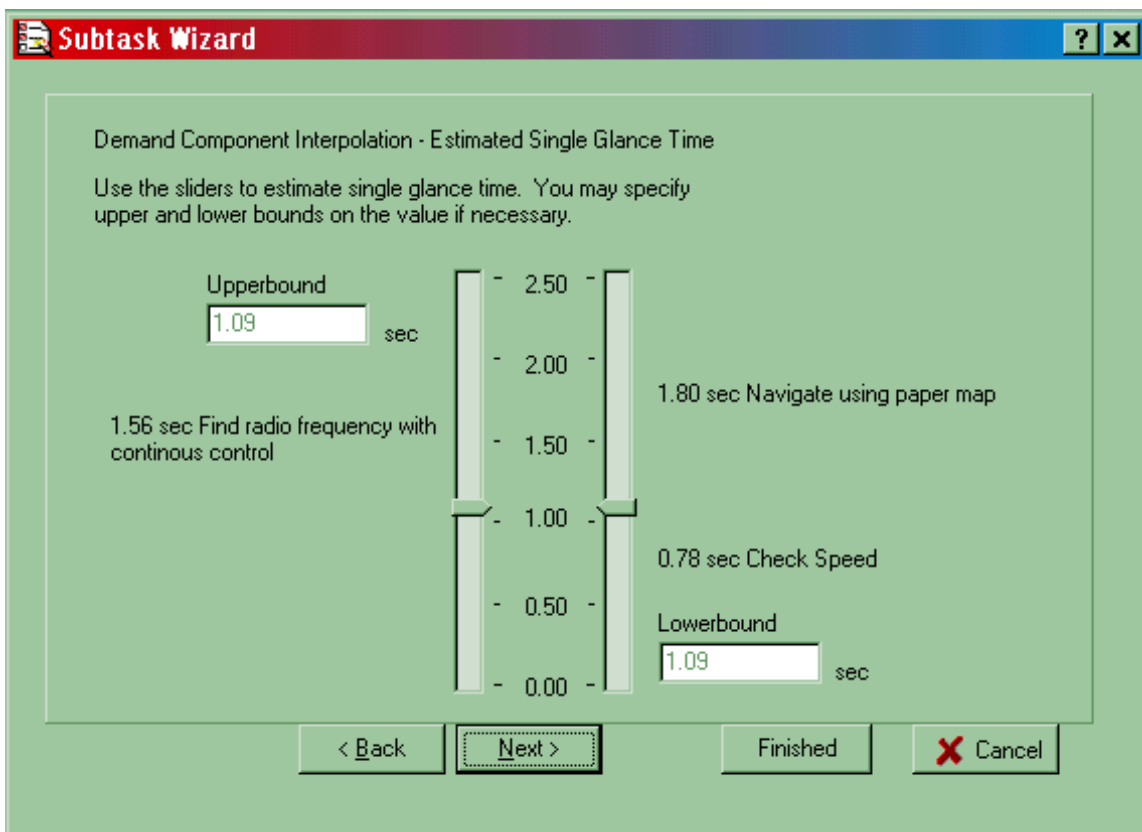 Subtask Wizard
Demand Component Interpolation - Estimated Single Glance Time
Use the sliders to estimate single glance time. You may specify
upper and lower bounds on the value if necessary.
Upperbound
1.09
sec
1.56 sec Find radio frequency with
continous control
2.50
2.00
1.50
1.00
0.50
0.00
1.80 sec Navigate using paper map
0.78 sec Check Speed
Lowerbound
1.09
sec
< Back
Next >
Finished
Cancel